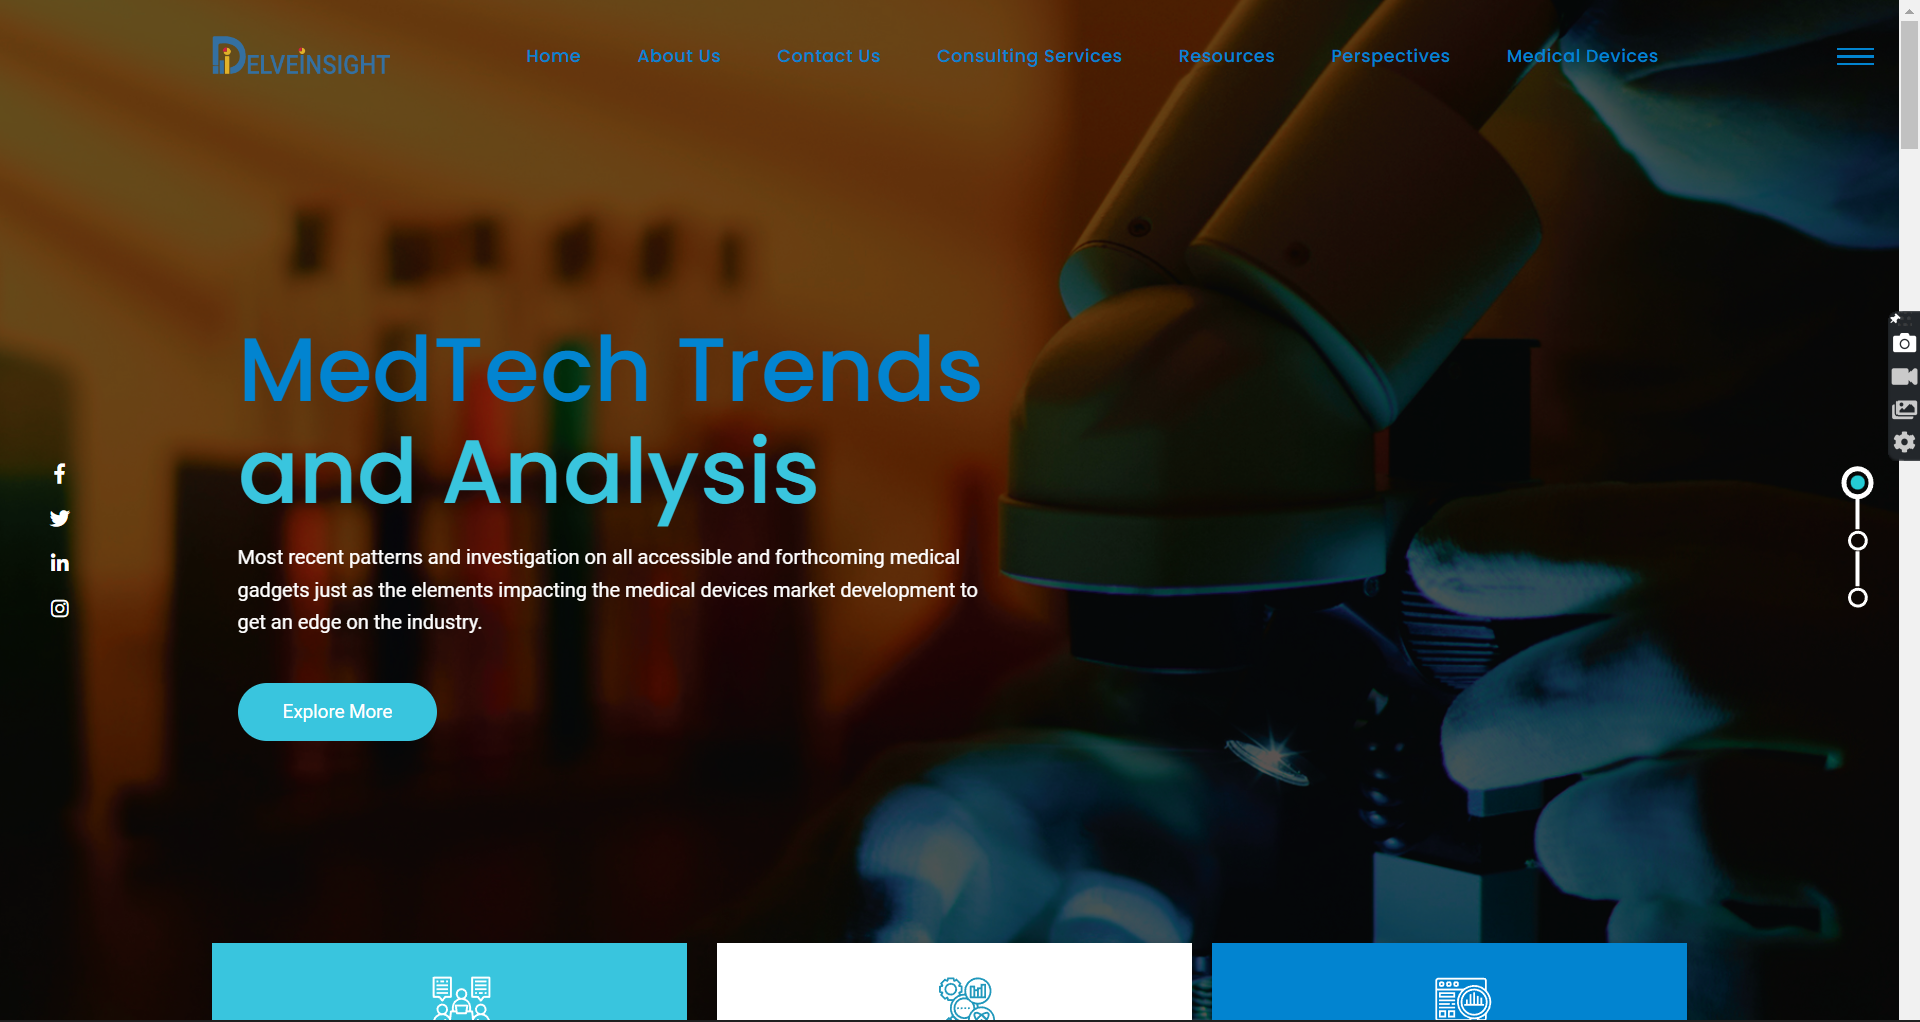 DELVEINSIGHT
Home About Us Contact Us Consulting Services Resources Perspectives Medical Devices
MedTech Trends
and Analysis
Most recent patterns and investigation on all accessible and forthcoming medical
gadgets just as the elements impacting the medical devices market development to
get an edge on the industry.
Explore More